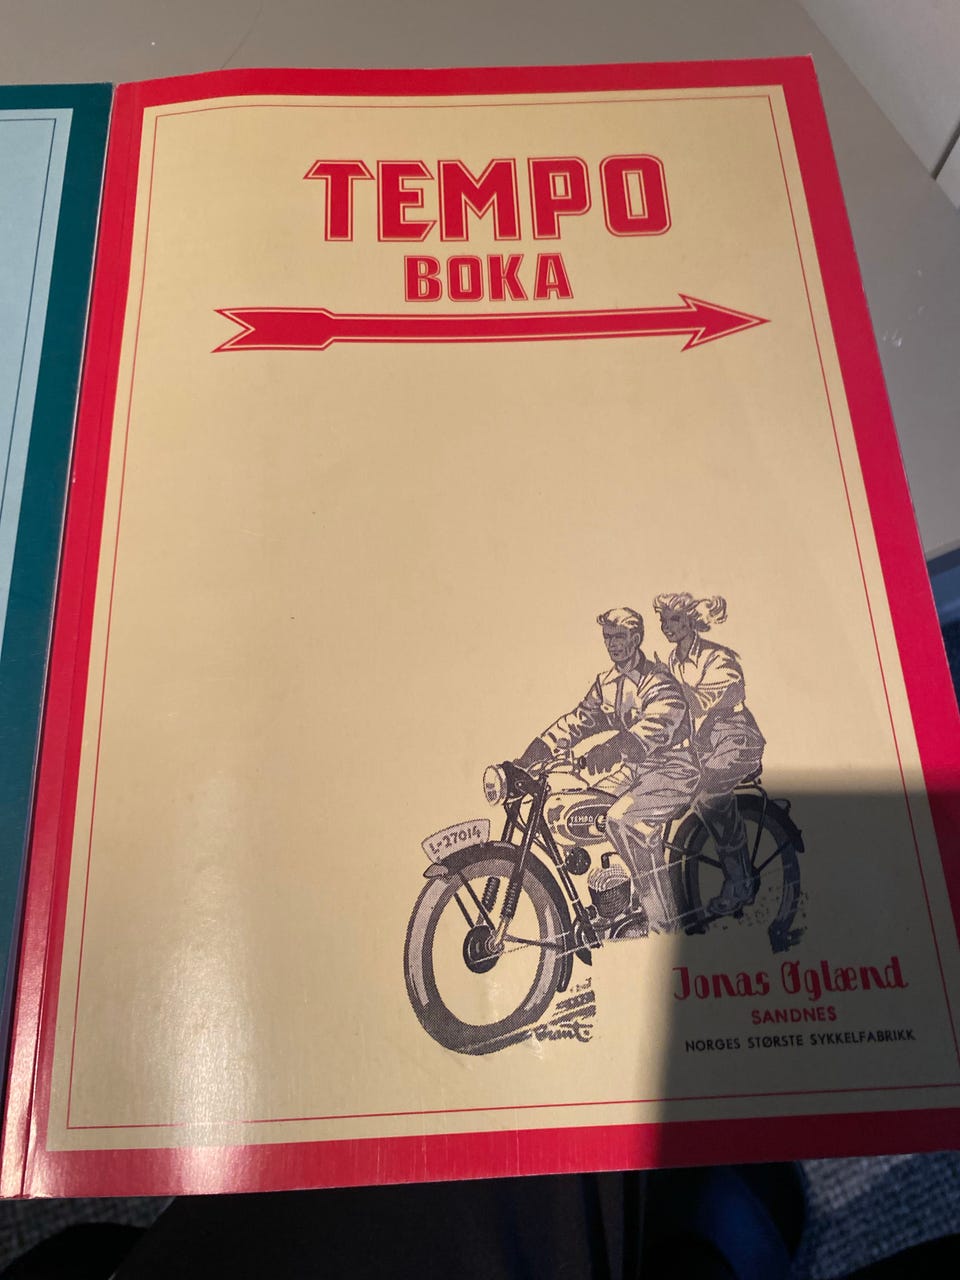 TEMPO
BOKA
L-27014
TEMPO
Jonas Øglænd
SANDNES
NORGES STØRSTE SYKKELFABRIKK